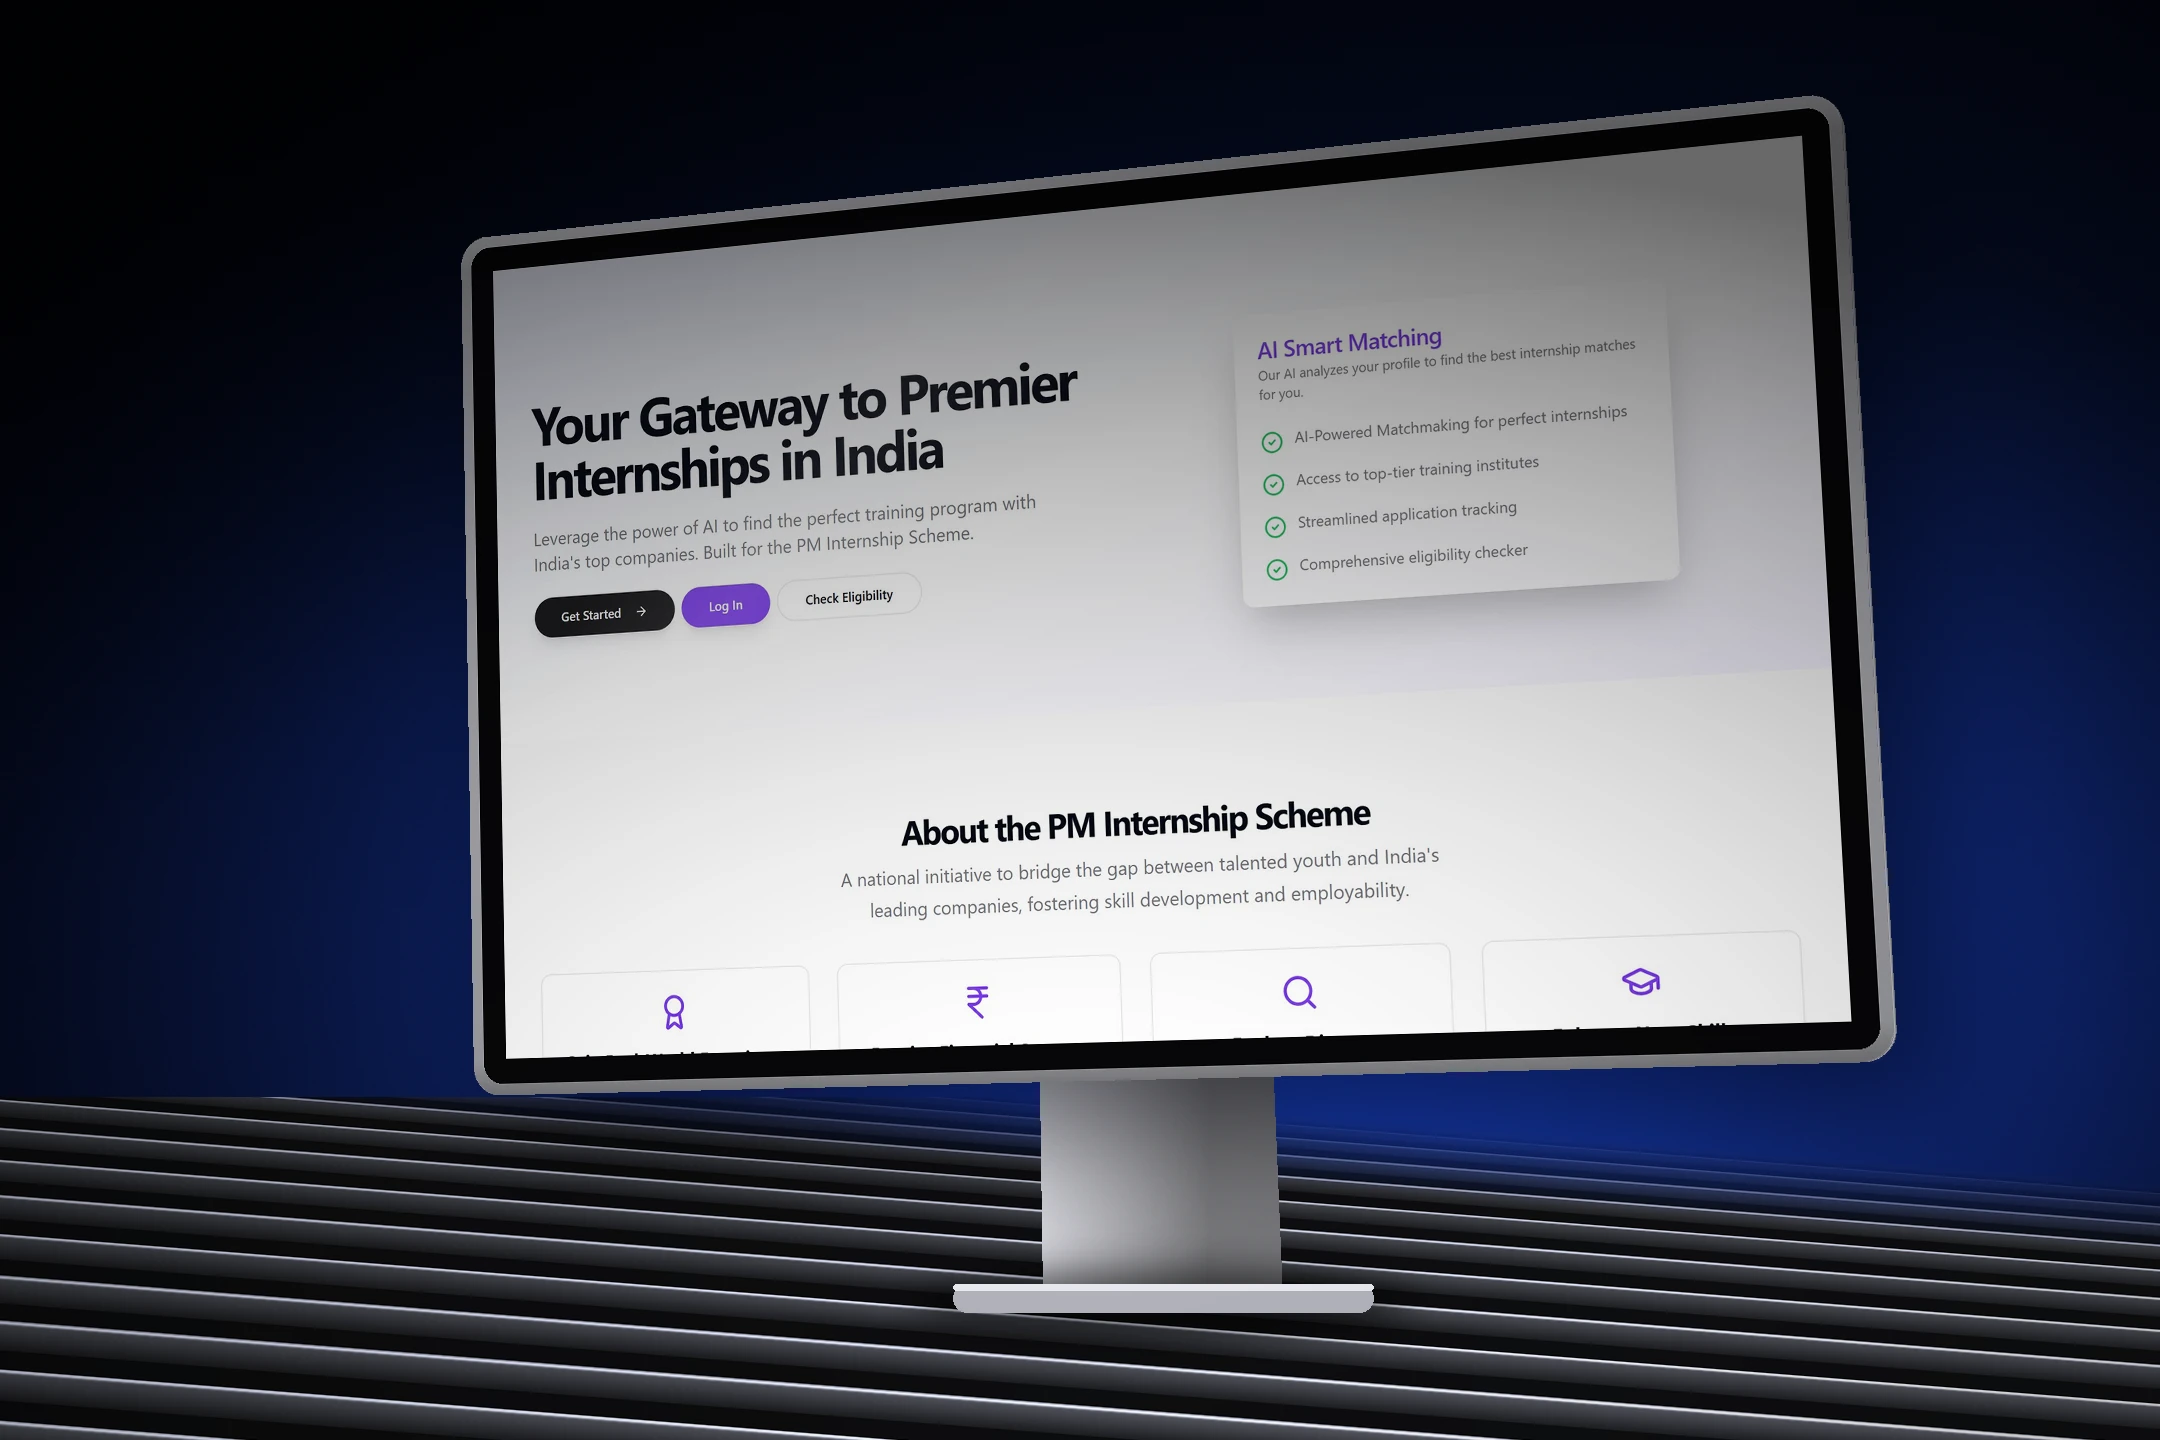 Your Gateway to Premier
Internships in India
Leverage the power of AI to find the perfect training program with
India's top companies. Built for the PM Internship Scheme.
Get Started
Log In
Check Eligibility
AI Smart Matching
Our AI analyzes your profile to find the best internship matches
for you.
AI-Powered Matchmaking for perfect internships
Access to top-tier training institutes
Streamlined application tracking
Comprehensive eligibility checker
About the PM Internship Scheme
A national initiative to bridge the gap between talented youth and India's
leading companies, fostering skill development and employability.